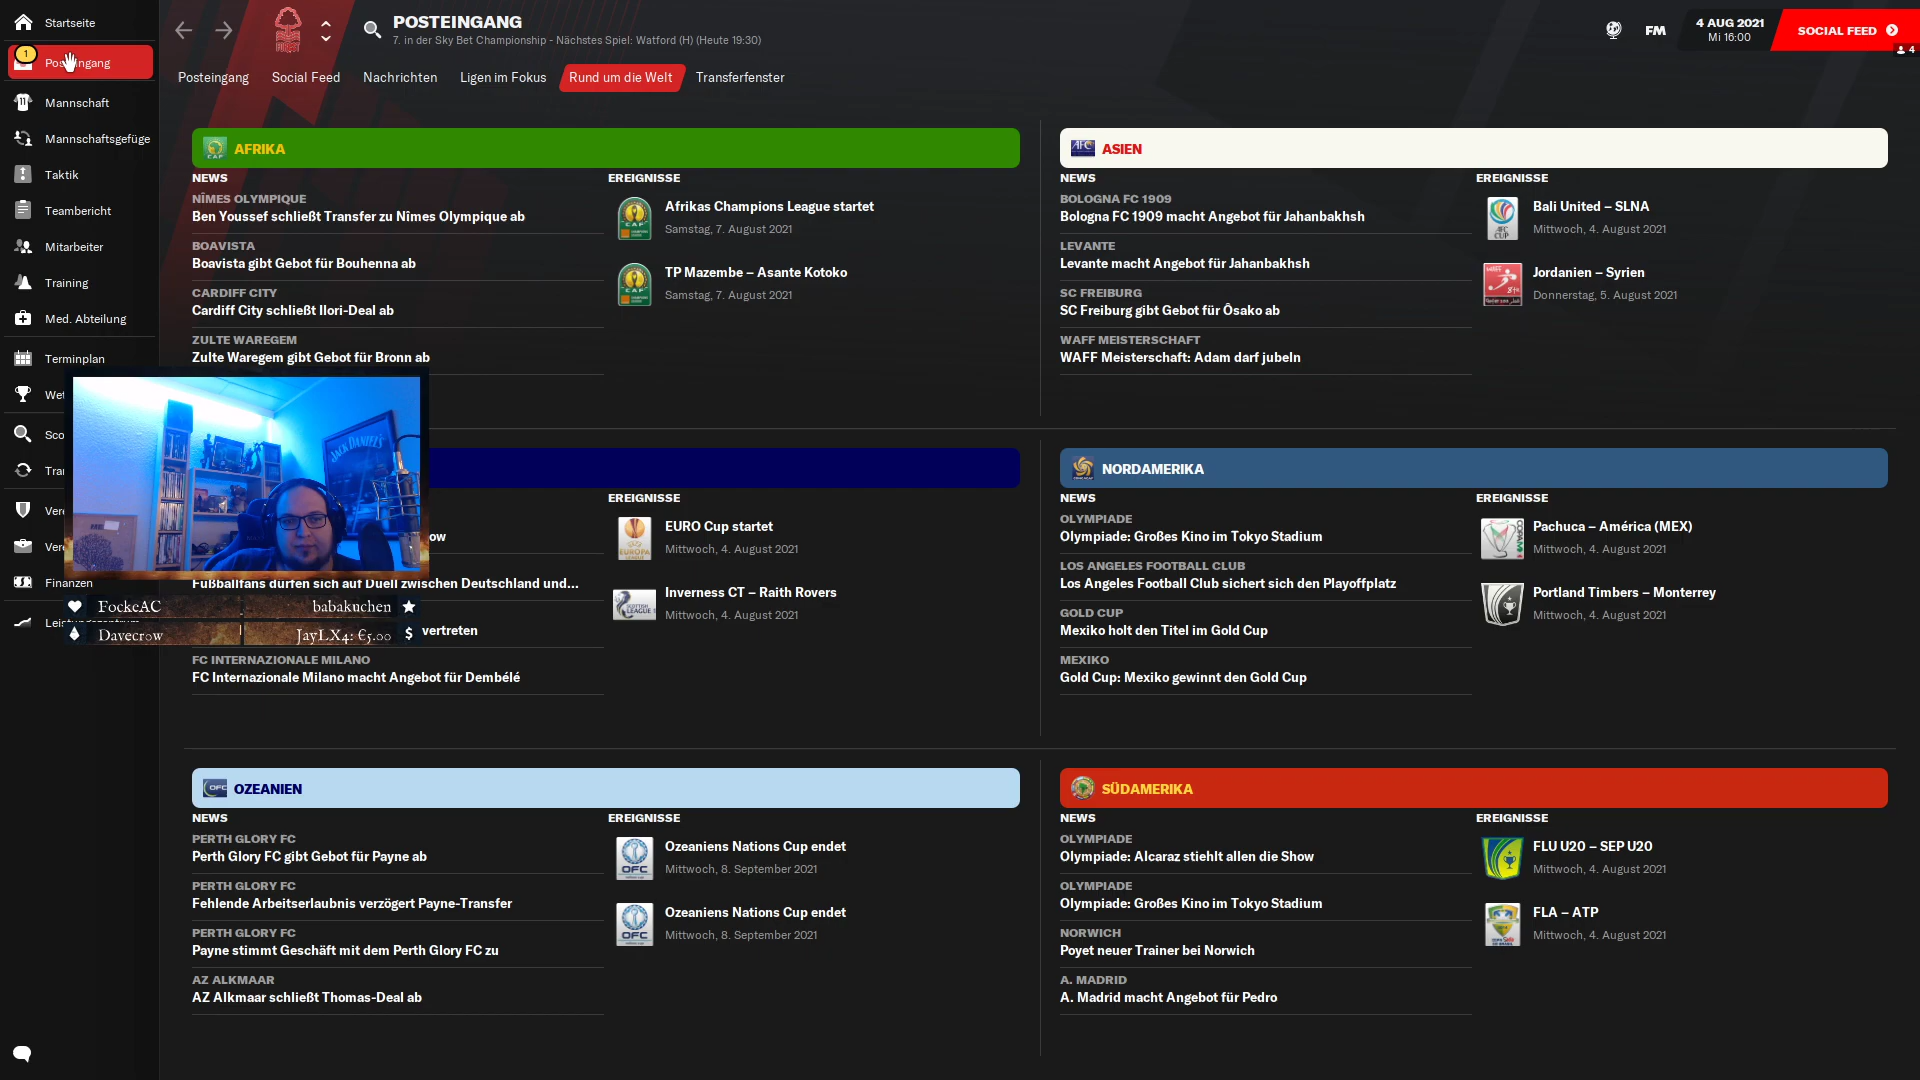 Startseite
1
Posteingang
Mannschaft
Mannschaftsgefüge
Taktik
Teambericht
Mitarbeiter
Training
Med. Abteilung
Terminplan
Finanzen
POSTEINGANG
7. in der Sky Bet Championship - Nächstes Spiel: Watford (H) (Heute 19:30)
FM
4 AUG 2021
Mi 16:00
SOCIAL FEED
4
Posteingang
Social Feed
Nachrichten
Ligen im Fokus
Rund um die Welt
Transferfenster
AFRIKA
NEWS
NÎMES OLYMPIQUE
Ben Youssef schließt Transfer zu Nîmes Olympique ab
BOAVISTA
Boavista gibt Gebot für Bouhenna ab
CARDIFF CITY
Cardiff City schließt Ilori-Deal ab
ZULTE WAREGEM
Zulte Waregem gibt Gebot für Bronn ab
EREIGNISSE
Afrikas Champions League startet
Samstag, 7. August 2021
TP Mazembe – Asante Kotoko
Samstag, 7. August 2021
ASIEN
NEWS
BOLOGNA FC 1909
Bologna FC 1909 macht Angebot für Jahanbakhsh
LEVANTE
Levante macht Angebot für Jahanbakhsh
SC FREIBURG
SC Freiburg gibt Gebot für Ôsako ab
WAFF MEISTERSCHAFT
WAFF Meisterschaft: Adam darf jubeln
EREIGNISSE
Bali United – SLNA
Mittwoch, 4. August 2021
Jordanien – Syrien
Donnerstag, 5. August 2021
JACK DANIEL'S
ow
Fußballfans dürfen sich auf Duell zwischen Deutschland und...
vertreten
FC INTERNAZIONALE MILANO
FC Internazionale Milano macht Angebot für Dembélé
EREIGNISSE
EURO Cup startet
Mittwoch, 4. August 2021
Inverness CT – Raith Rovers
Mittwoch, 4. August 2021
FockeAC
babakuchen
Davecrow
JayLX4: €5.00
NORDAMERIKA
NEWS
OLYMPIADE
Olympiade: Großes Kino im Tokyo Stadium
LOS ANGELES FOOTBALL CLUB
Los Angeles Football Club sichert sich den Playoffplatz
GOLD CUP
Mexiko holt den Titel im Gold Cup
MEXIKO
Gold Cup: Mexiko gewinnt den Gold Cup
EREIGNISSE
Pachuca – América (MEX)
Mittwoch, 4. August 2021
Portland Timbers – Monterrey
Mittwoch, 4. August 2021
OZEANIEN
NEWS
PERTH GLORY FC
Perth Glory FC gibt Gebot für Payne ab
PERTH GLORY FC
Fehlende Arbeitserlaubnis verzögert Payne-Transfer
PERTH GLORY FC
Payne stimmt Geschäft mit dem Perth Glory FC zu
AZ ALKMAAR
AZ Alkmaar schließt Thomas-Deal ab
EREIGNISSE
Ozeaniens Nations Cup endet
Mittwoch, 8. September 2021
Ozeaniens Nations Cup endet
Mittwoch, 8. September 2021
SÜDAMERIKA
NEWS
OLYMPIADE
Olympiade: Alcaraz stiehlt allen die Show
OLYMPIADE
Olympiade: Großes Kino im Tokyo Stadium
NORWICH
Poyet neuer Trainer bei Norwich
A. MADRID
A. Madrid macht Angebot für Pedro
EREIGNISSE
FLU U20 – SEP U20
Mittwoch, 4. August 2021
FLA – ATP
Mittwoch, 4. August 2021